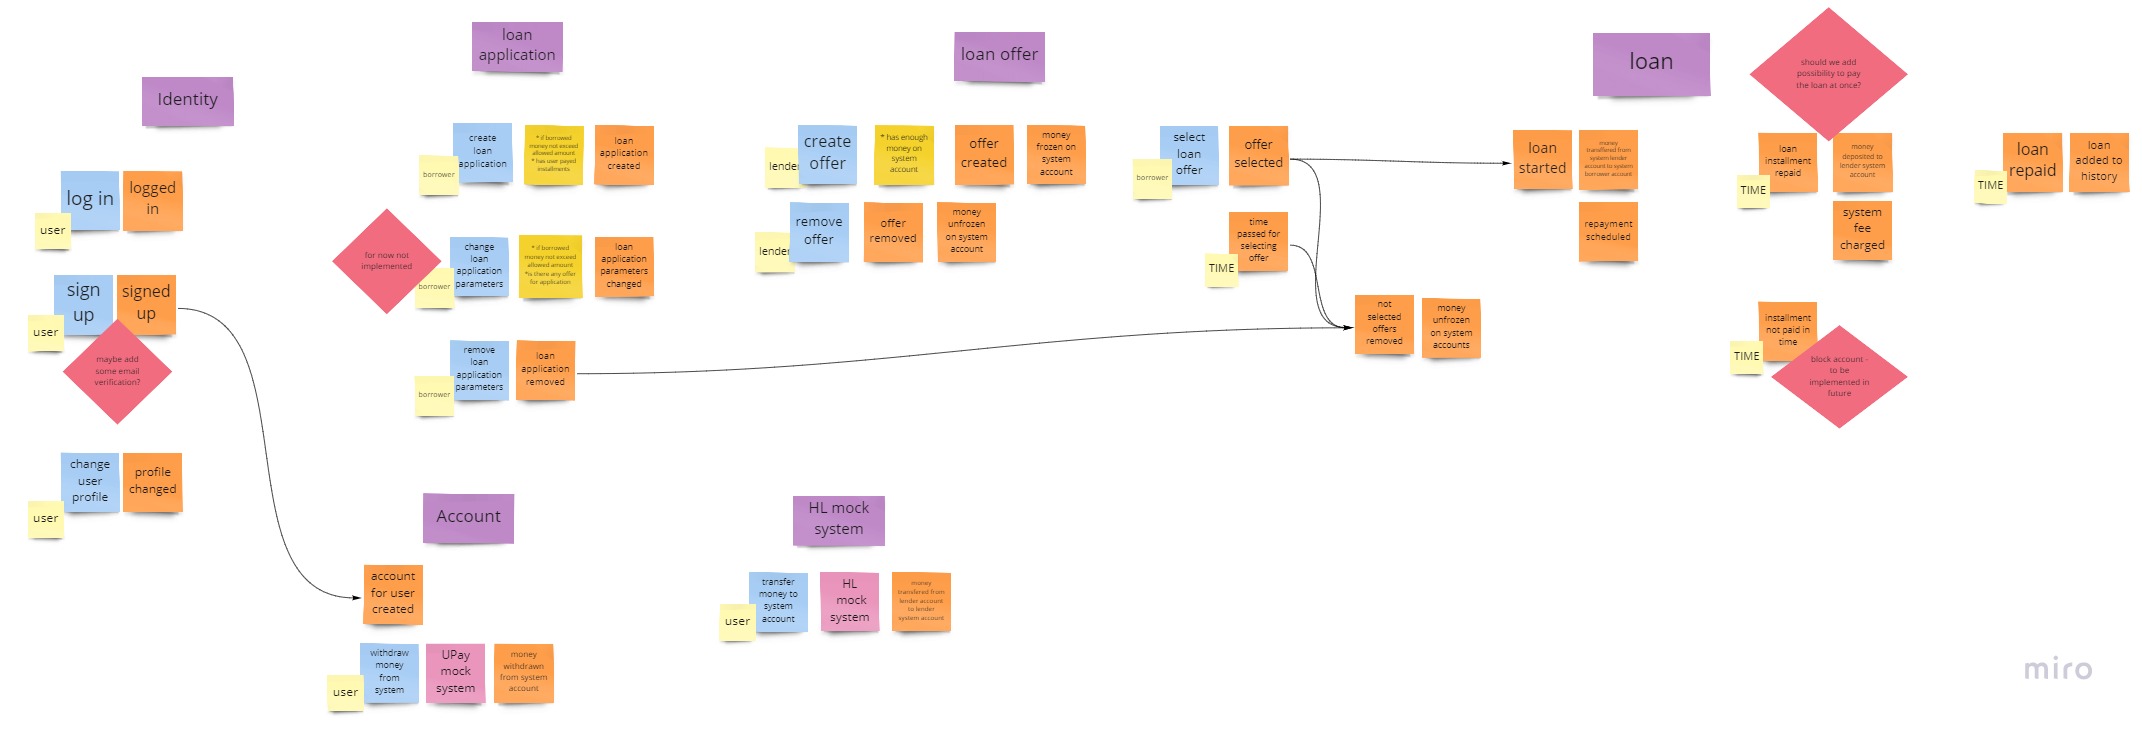 Identity
log in
logged
in
user
sign
up
signed
up
user
maybe add
some email
verification?
change
user
profile
profile
changed
user
loan
application
create
loan
application
* if borrowed
money not exceed
allowed amount
* has user payed
installments
loan
application
created
borrower
for now not
implemented
change
loan
application
parameters
* if borrowed
money not exceed
allowed amount
*is there any offer
for application
loan
application
parameters
changed
borrower
remove
loan
application
parameters
loan
application
removed
borrower
Account
account
for user
created
withdraw
money
from
system
UPay
mock
system
money
withdrawn
from system
account
user
loan offer
create
offer
* has enough
money on
system
account
offer
created
money
frozen on
system
account
lender
remove
offer
offer
removed
money
unfrozen
on system
account
lender
select
loan
offer
offer
selected
borrower
time
passed for
selecting
offer
TIME
not
selected
offers
removed
money
unfrozen
on system
accounts
HL mock
system
transfer
money to
system
account
HL
mock
system
money
transfered from
lender account
to lender
system account
user
loan
loan
started
money
transffered from
system lender
account to system
borrower account
repayment
scheduled
should we add
possibility to pay
the loan at once?
loan
installment
repaid
money
deposited to
lender system
account
TIME
system
fee
charged
installment
not paid in
time
TIME
block account -
to be
implemented in
future
loan
repaid
loan
added to
history
TIME
miro